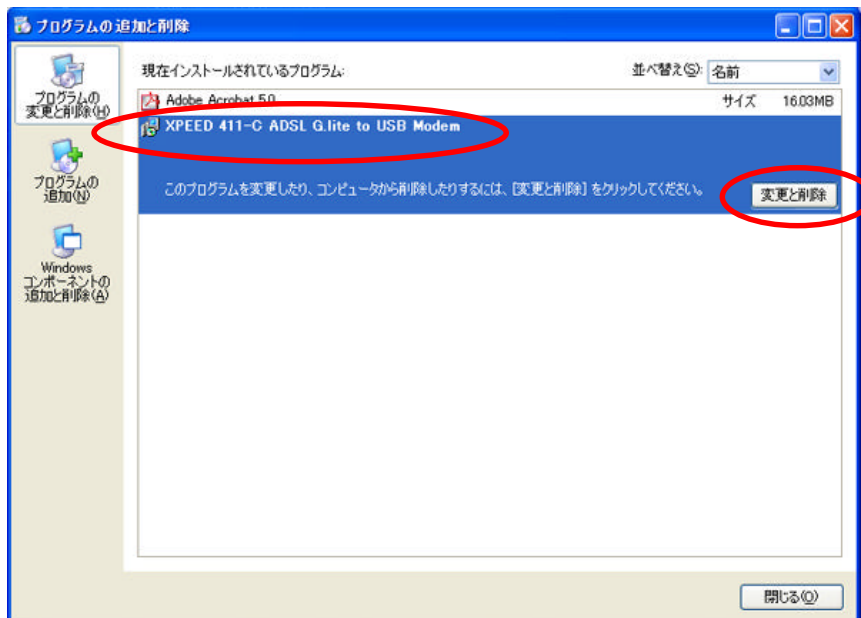 プログラムの追加と削除
プログラムの
変更と削除(H)
プログラムの
追加(N)
Windows
コンポーネントの
追加と削除(A)
現在インストールされているプログラム:
並べ替え(S): 名前
Adobe Acrobat 5.0 サイズ 16.03MB
XPEED 411-C ADSL G.lite to USB Modem
このプログラムを変更したり、コンピュータから削除したりするには、[変更と削除] をクリックしてください。
変更と削除
閉じる(O)